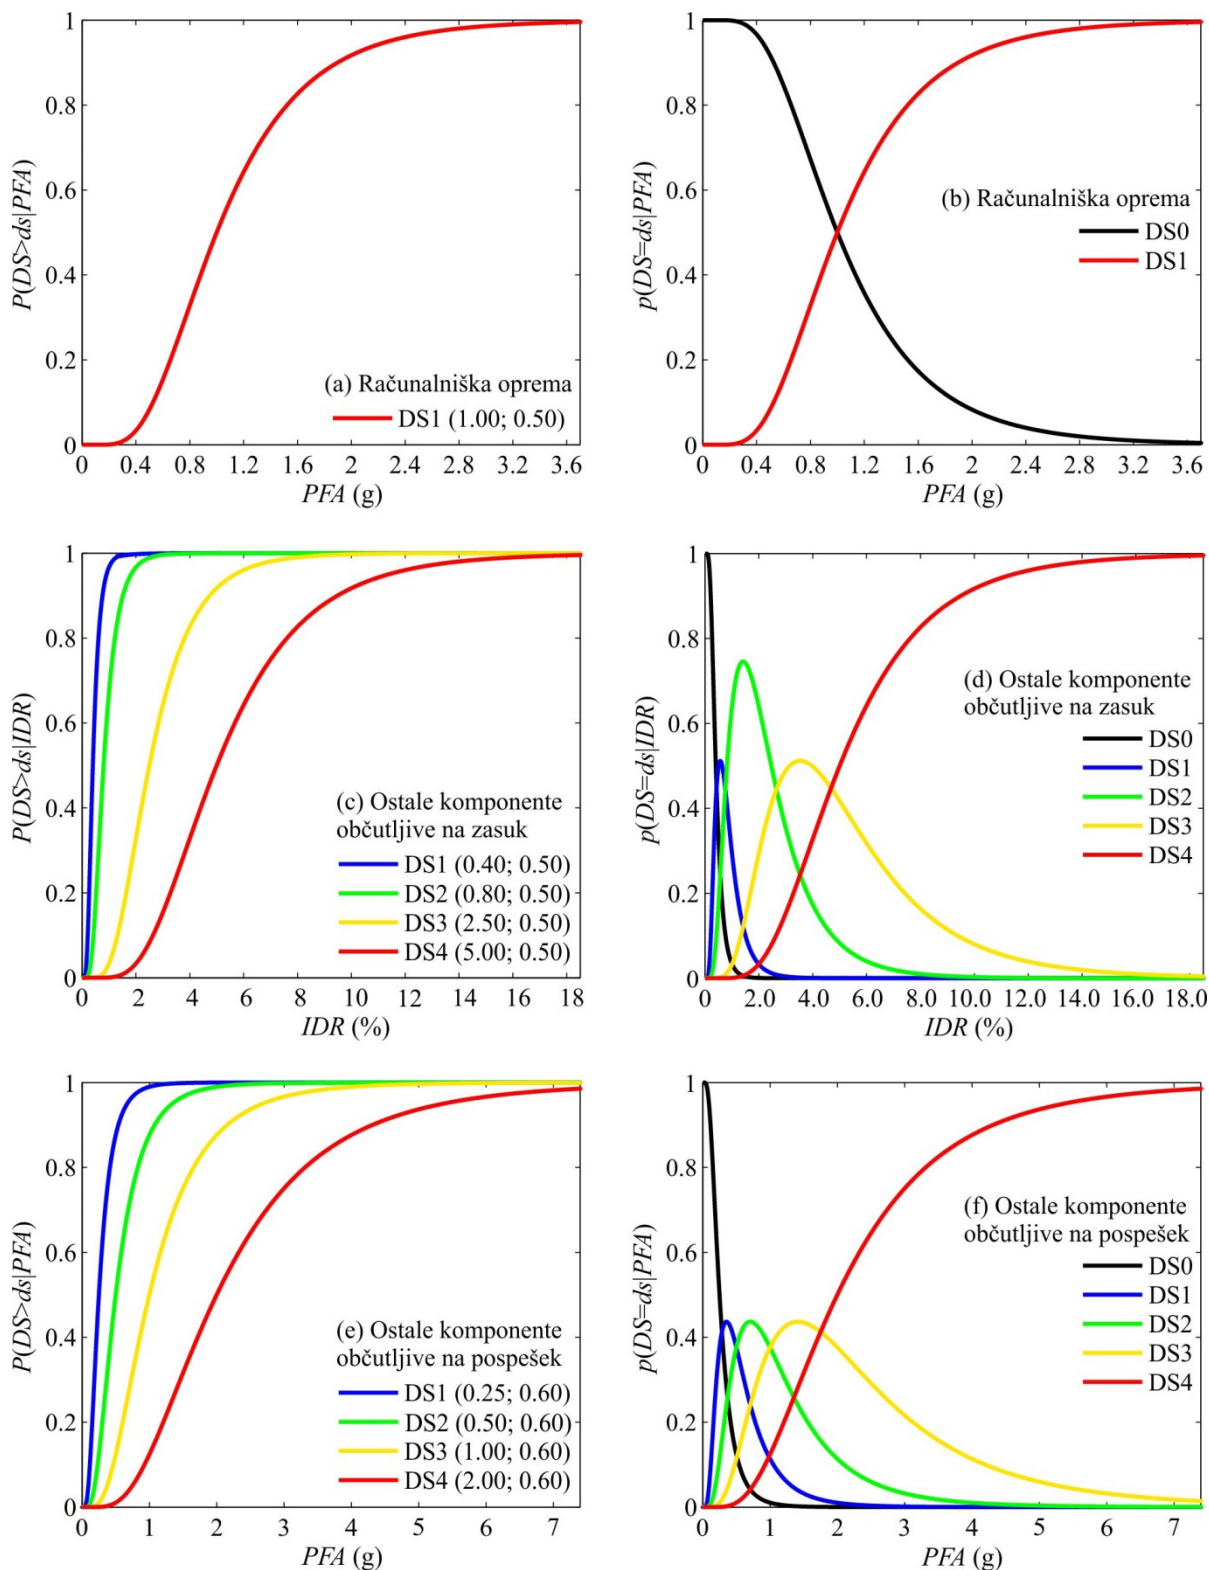 P(DS>ds|PFA)
1
0.8
0.6
0.4
0.2
0
(a) Računalniška oprema
DS1 (1.00; 0.50)
0 0.4 0.8 1.2 1.6 2 2.4 2.8 3.2 3.6
PFA (g)
p(DS=ds|PFA)
1
0.8
0.6
0.4
0.2
0
(b) Računalniška oprema
DS0
DS1
0 0.4 0.8 1.2 1.6 2.0 2.4 2.8 3.2 3.6
PFA (g)
P(DS>ds|IDR)
1
0.8
0.6
0.4
0.2
0
(c) Ostale komponente
občutljive na zasuk
DS1 (0.40; 0.50)
DS2 (0.80; 0.50)
DS3 (2.50; 0.50)
DS4 (5.00; 0.50)
0 2 4 6 8 10 12 14 16 18
IDR (%)
p(DS=ds|IDR)
1
0.8
0.6
0.4
0.2
0
(d) Ostale komponente
občutljive na zasuk
DS0
DS1
DS2
DS3
DS4
0 2.0 4.0 6.0 8.0 10.0 12.0 14.0 16.0 18.0
IDR (%)
P(DS>ds|PFA)
1
0.8
0.6
0.4
0.2
0
(e) Ostale komponente
občutljive na pospešek
DS1 (0.25; 0.60)
DS2 (0.50; 0.60)
DS3 (1.00; 0.60)
DS4 (2.00; 0.60)
0 1 2 3 4 5 6 7
PFA (g)
p(DS=ds|PFA)
1
0.8
0.6
0.4
0.2
0
(f) Ostale komponente
občutljive na pospešek
DS0
DS1
DS2
DS3
DS4
0 1 2 3 4 5 6 7
PFA (g)